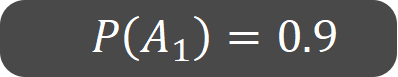 P(A₁) = 0.9